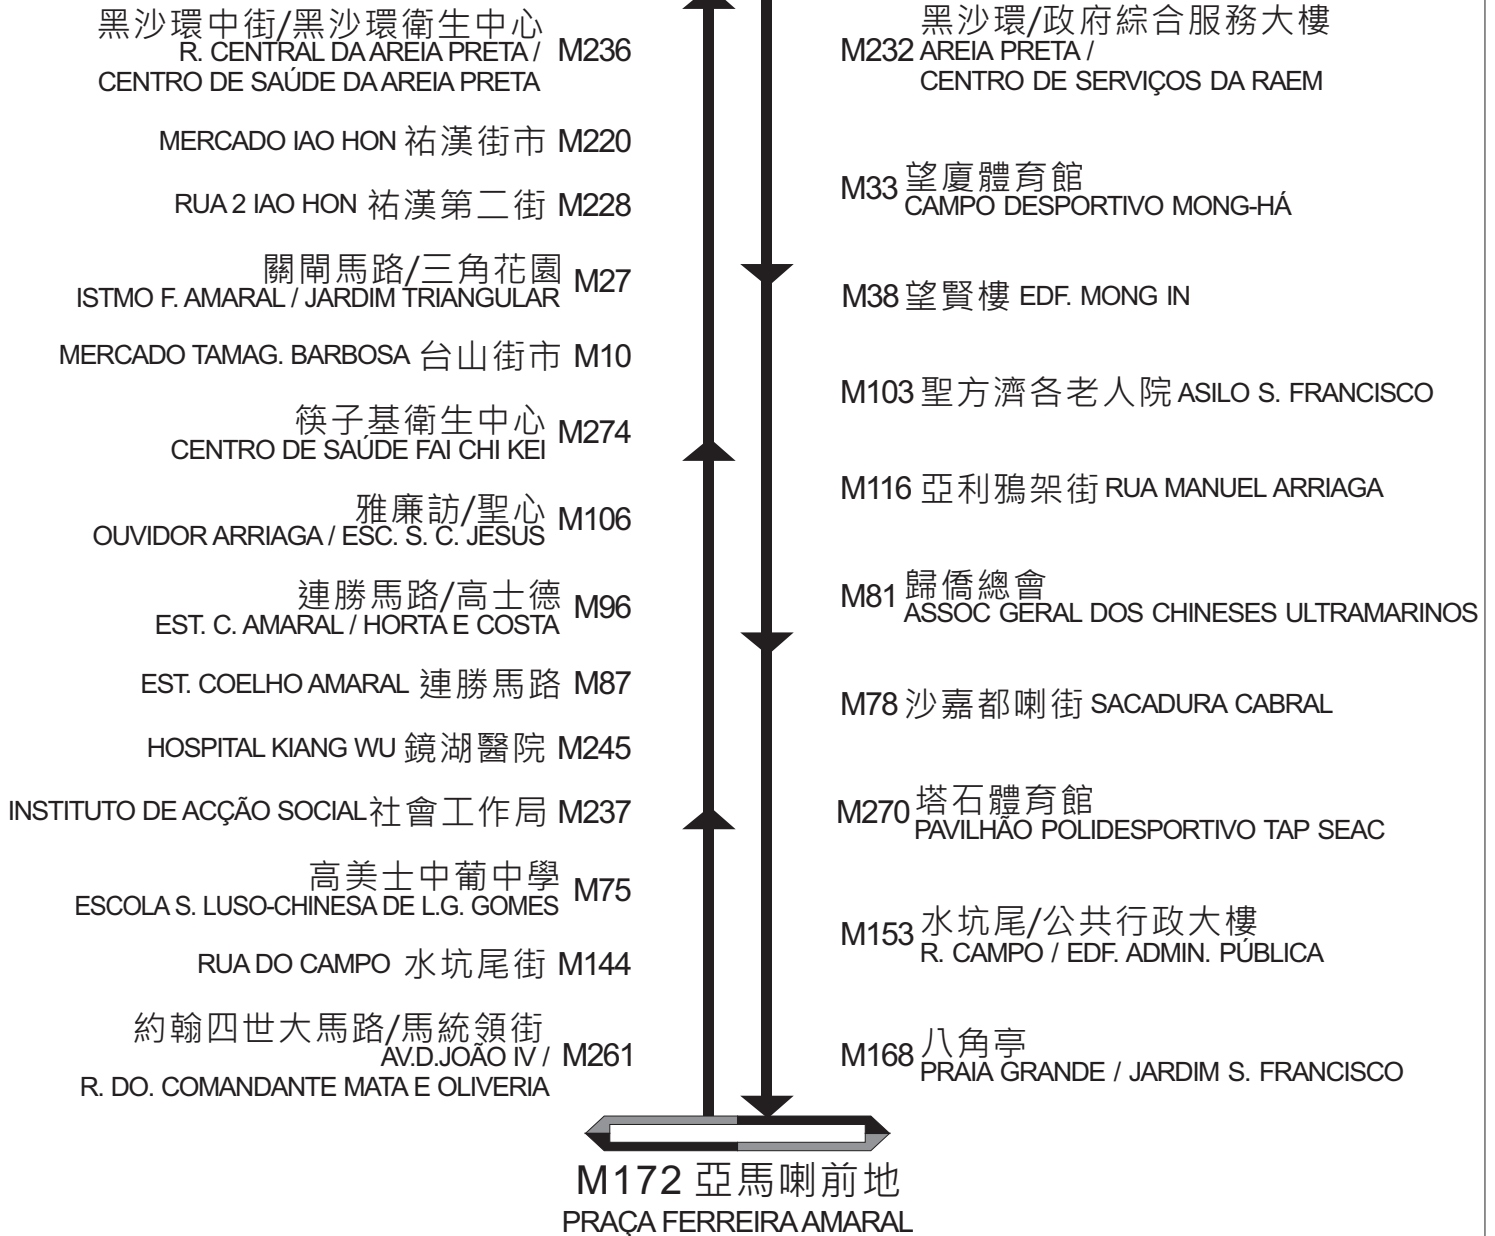 黑沙環中街/黑沙環衛生中心
R. CENTRAL DA AREIA PRETA /
CENTRO DE SAÚDE DA AREIA PRETA
M236
MERCADO IAO HON 祐漢街市 M220
RUA 2 IAO HON 祐漢第二街 M228
關閘馬路/三角花園
ISTMO F. AMARAL / JARDIM TRIANGULAR
M27
MERCADO TAMAG. BARBOSA 台山街市 M10
筷子基衛生中心
CENTRO DE SAÚDE FAI CHI KEI
M274
雅廉訪/聖心
OUVIDOR ARRIAGA / ESC. S. C. JESUS
M106
連勝馬路/高士德
EST. C. AMARAL / HORTA E COSTA
M96
EST. COELHO AMARAL 連勝馬路 M87
HOSPITAL KIANG WU 鏡湖醫院 M245
INSTITUTO DE ACÇÃO SOCIAL 社會工作局 M237
高美士中葡中學
ESCOLA S. LUSO-CHINESA DE L.G. GOMES
M75
RUA DO CAMPO 水坑尾街 M144
約翰四世大馬路/馬統領街
AV.D.JOÃO IV /
R. DO. COMANDANTE MATA E OLIVERIA
M261
M232
黑沙環/政府綜合服務大樓
AREIA PRETA /
CENTRO DE SERVIÇOS DA RAEM
M33
望廈體育館
CAMPO DESPORTIVO MONG-HÁ
M38 望賢樓 EDF. MONG IN
M103 聖方濟各老人院 ASILO S. FRANCISCO
M116 亞利鴉架街 RUA MANUEL ARRIAGA
M81
歸僑總會
ASSOC GERAL DOS CHINESES ULTRAMARINOS
M78 沙嘉都喇街 SACADURA CABRAL
M270
塔石體育館
PAVILHÃO POLIDESPORTIVO TAP SEAC
M153
水坑尾/公共行政大樓
R. CAMPO / EDF. ADMIN. PÚBLICA
M168
八角亭
PRAIA GRANDE / JARDIM S. FRANCISCO
M172 亞馬喇前地
PRAÇA FERREIRA AMARAL